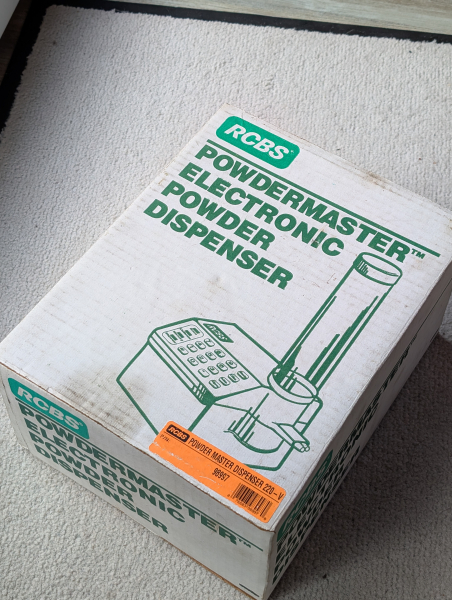 RCBS
POWDERMASTER™
ELECTRONIC
POWDER
DISPENSER
RCBS POWDER MASTER DISPENSER 220-V
98997
RCBS
POWDERMASTER™
ELECTRONIC
POWDER
DISPENSER